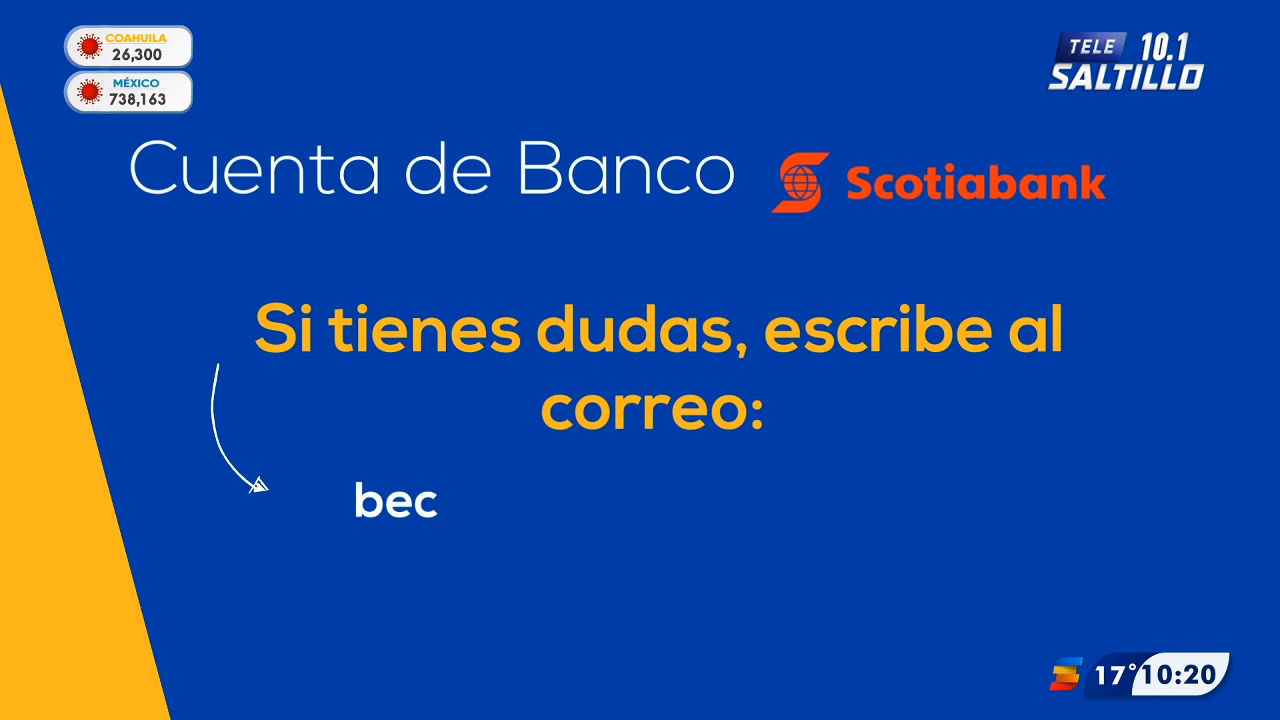 COAHUILA
26,300
MÉXICO
738,163
TELE 10.1
SALTILLO
Cuenta de Banco Scotiabank
Si tienes dudas, escribe al
correo:
bec
17° 10:20